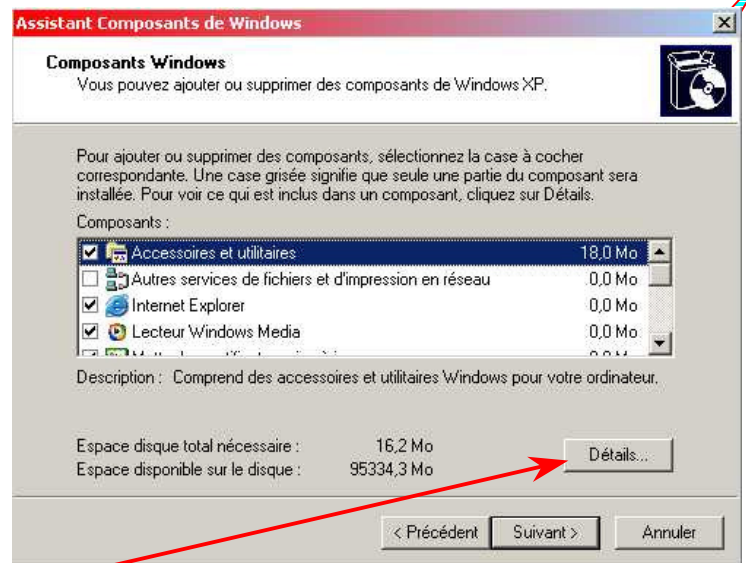 Assistant Composants de Windows
Composants Windows
Vous pouvez ajouter ou supprimer des composants de Windows XP.
Pour ajouter ou supprimer des composants, sélectionnez la case à cocher
correspondante. Une case grisée signifie que seule une partie du composant sera
installée. Pour voir ce qui est inclus dans un composant, cliquez sur Détails.
Composants :
Accessoires et utilitaires 18,0 Mo
Autres services de fichiers et d'impression en réseau 0,0 Mo
Internet Explorer 0,0 Mo
Lecteur Windows Media 0,0 Mo
Description : Comprend des accessoires et utilitaires Windows pour votre ordinateur.
Espace disque total nécessaire : 16,2 Mo
Espace disponible sur le disque : 95334,3 Mo
Détails...
< Précédent Suivant > Annuler